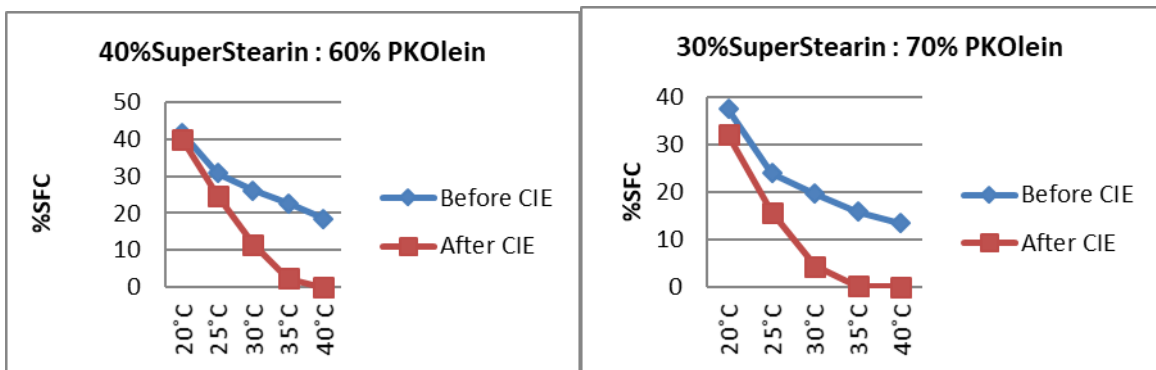 40%SuperStearin : 60% PKOlein
%SFC
50
40
30
20
10
0
20˚C
25˚C
30˚C
35˚C
40˚C
Before CIE
After CIE
30%SuperStearin : 70% PKOlein
%SFC
40
30
20
10
0
20˚C
25˚C
30˚C
35˚C
40˚C
Before CIE
After CIE